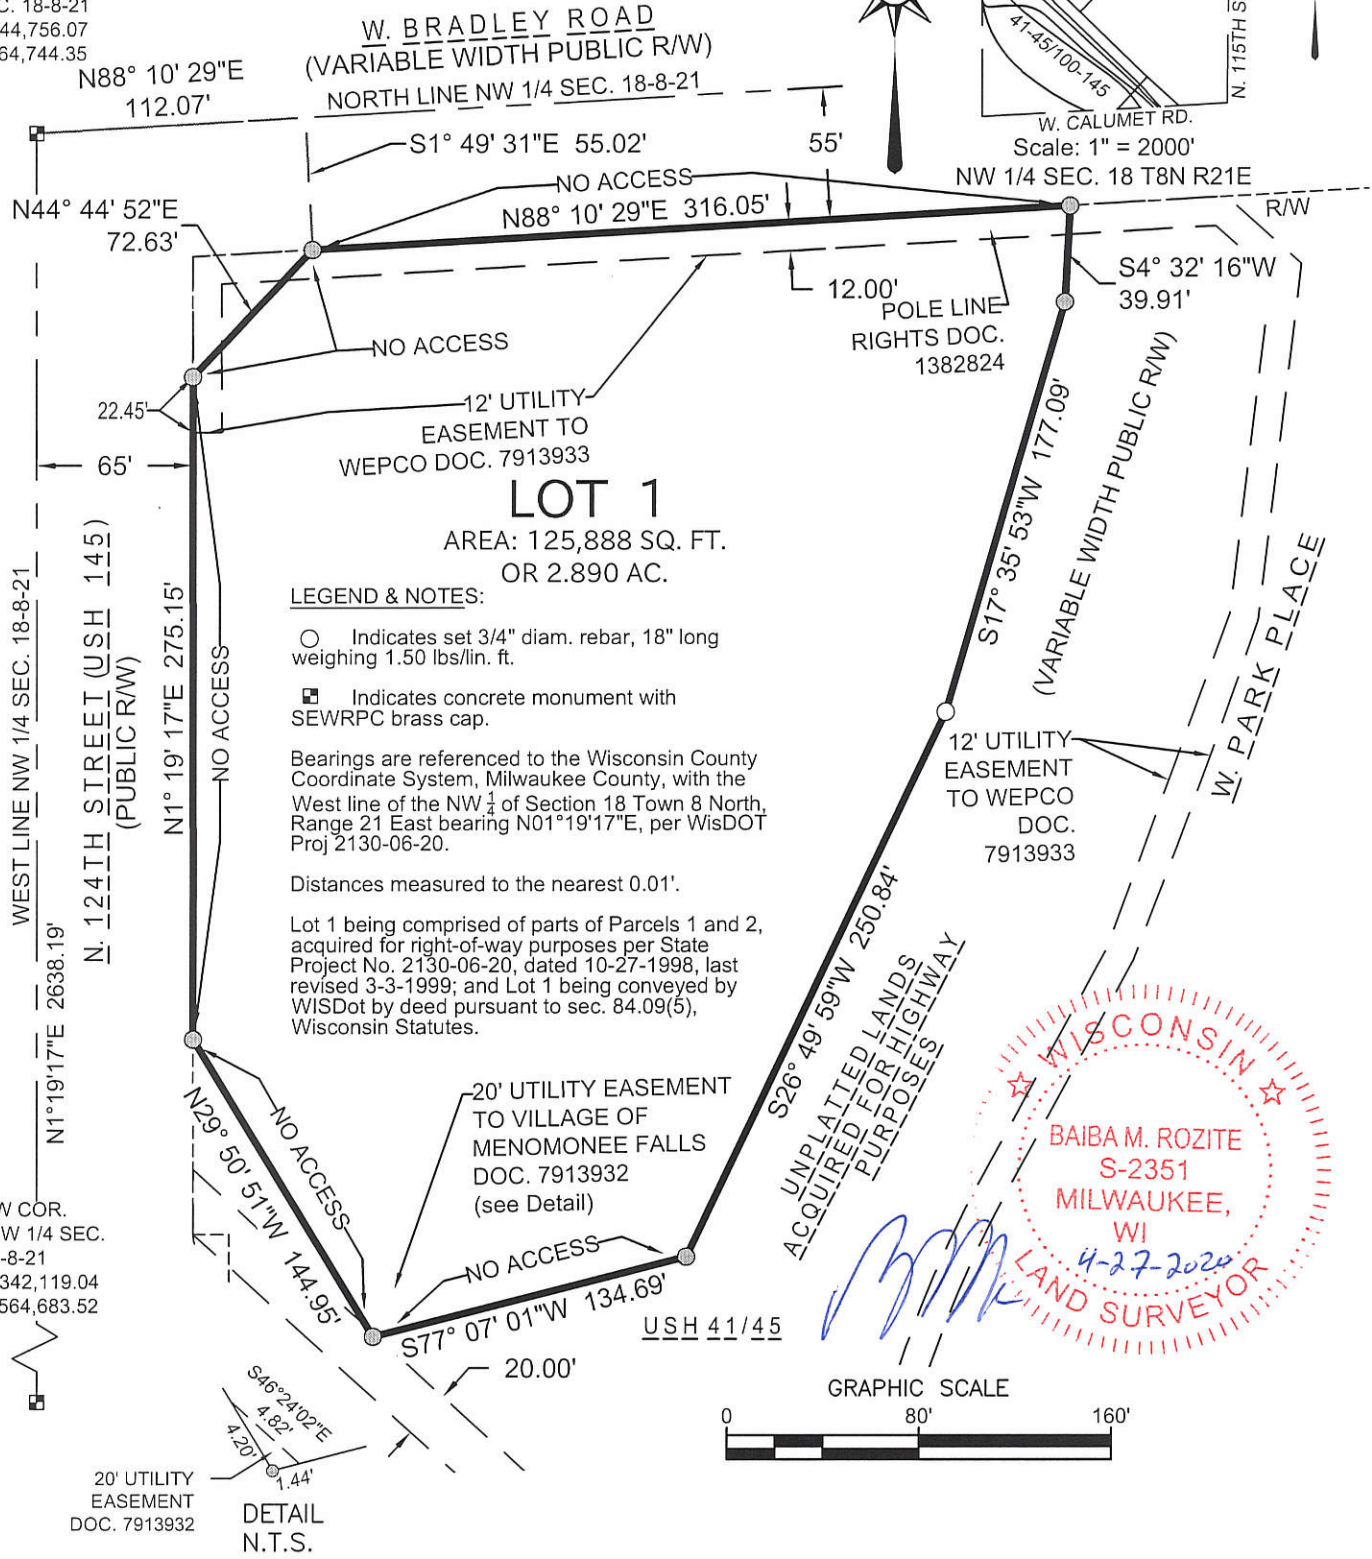 C. 18-8-21
44,756.07
64,744.35
N88° 10' 29"E
112.07'
W. BRADLEY ROAD
(VARIABLE WIDTH PUBLIC R/W)
NORTH LINE NW 1/4 SEC. 18-8-21
S1° 49' 31"E 55.02'
55'
41-45/100-145
N. 115TH S
W. CALUMET RD.
Scale: 1" = 2000'
NW 1/4 SEC. 18 T8N R21E
R/W
NO ACCESS
N88° 10' 29"E 316.05'
N44° 44' 52"E
72.63'
12.00'
S4° 32' 16"W
39.91'
POLE LINE
RIGHTS DOC.
1382824
NO ACCESS
22.45'
12' UTILITY
EASEMENT TO
WEPCO DOC. 7913933
65'
LOT 1
AREA: 125,888 SQ. FT.
OR 2.890 AC.
S17° 35' 53"W 177.09'
(VARIABLE WIDTH PUBLIC R/W)
W. PARK PLACE
WEST LINE NW 1/4 SEC. 18-8-21
N. 124TH STREET (USH 145)
(PUBLIC R/W)
N1° 19' 17"E 275.15'
NO ACCESS
N1°19'17"E 2638.19'
LEGEND & NOTES:
Indicates set 3/4" diam. rebar, 18" long
weighing 1.50 lbs/lin. ft.
Indicates concrete monument with
SEWRPC brass cap.
Bearings are referenced to the Wisconsin County
Coordinate System, Milwaukee County, with the
West line of the NW 1/4 of Section 18 Town 8 North,
Range 21 East bearing N01°19'17"E, per WisDOT
Proj 2130-06-20.
Distances measured to the nearest 0.01'.
Lot 1 being comprised of parts of Parcels 1 and 2,
acquired for right-of-way purposes per State
Project No. 2130-06-20, dated 10-27-1998, last
revised 3-3-1999; and Lot 1 being conveyed by
WISDot by deed pursuant to sec. 84.09(5),
Wisconsin Statutes.
12' UTILITY
EASEMENT
TO WEPCO
DOC.
7913933
S26° 49' 59"W 250.84'
UNPLATTED LANDS
ACQUIRED FOR HIGHWAY
PURPOSES
N29° 50' 51"W 144.95'
NO ACCESS
20' UTILITY EASEMENT
TO VILLAGE OF
MENOMONEE FALLS
DOC. 7913932
(see Detail)
NO ACCESS
S77° 07' 01"W 134.69'
USH 41/45
20.00'
W COR.
W 1/4 SEC.
-8-21
342,119.04
564,683.52
WISCONSIN
BAIBA M. ROZITE
S-2351
MILWAUKEE,
WI
4-27-2020
LAND SURVEYOR
GRAPHIC SCALE
0 80' 160'
S46°24'02"E
4.82'
4.20'
1.44'
20' UTILITY
EASEMENT
DOC. 7913932
DETAIL
N.T.S.